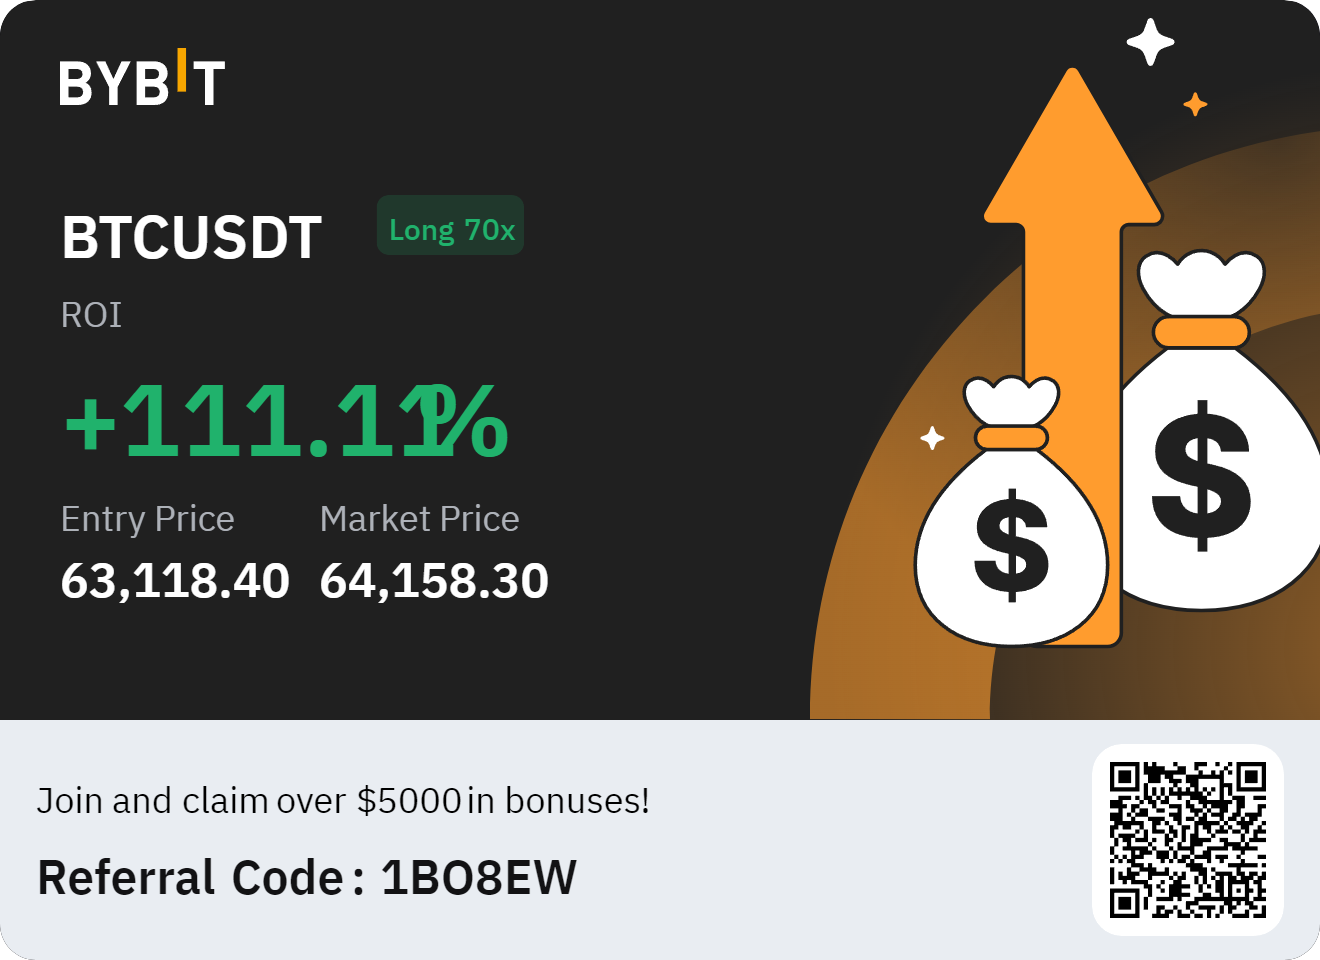 BYBIT
BTCUSDT Long 70x
ROI
+111.11%
Entry Price Market Price
63,118.40 64,158.30
$ $
Join and claim over $5000 in bonuses!
Referral Code: 1BO8EW